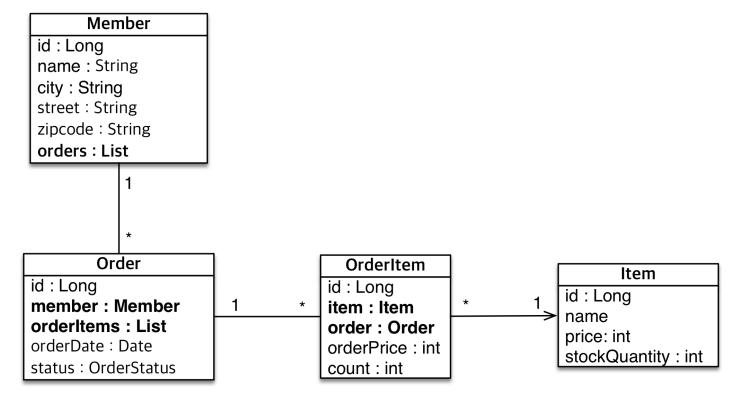 Member
id : Long
name : String
city : String
street : String
zipcode : String
orders : List
1
*
Order
id : Long
member : Member
orderItems : List
orderDate : Date
status : OrderStatus
1
*
OrderItem
id : Long
item : Item
order : Order
orderPrice : int
count : int
*
1
Item
id : Long
name
price: int
stockQuantity : int